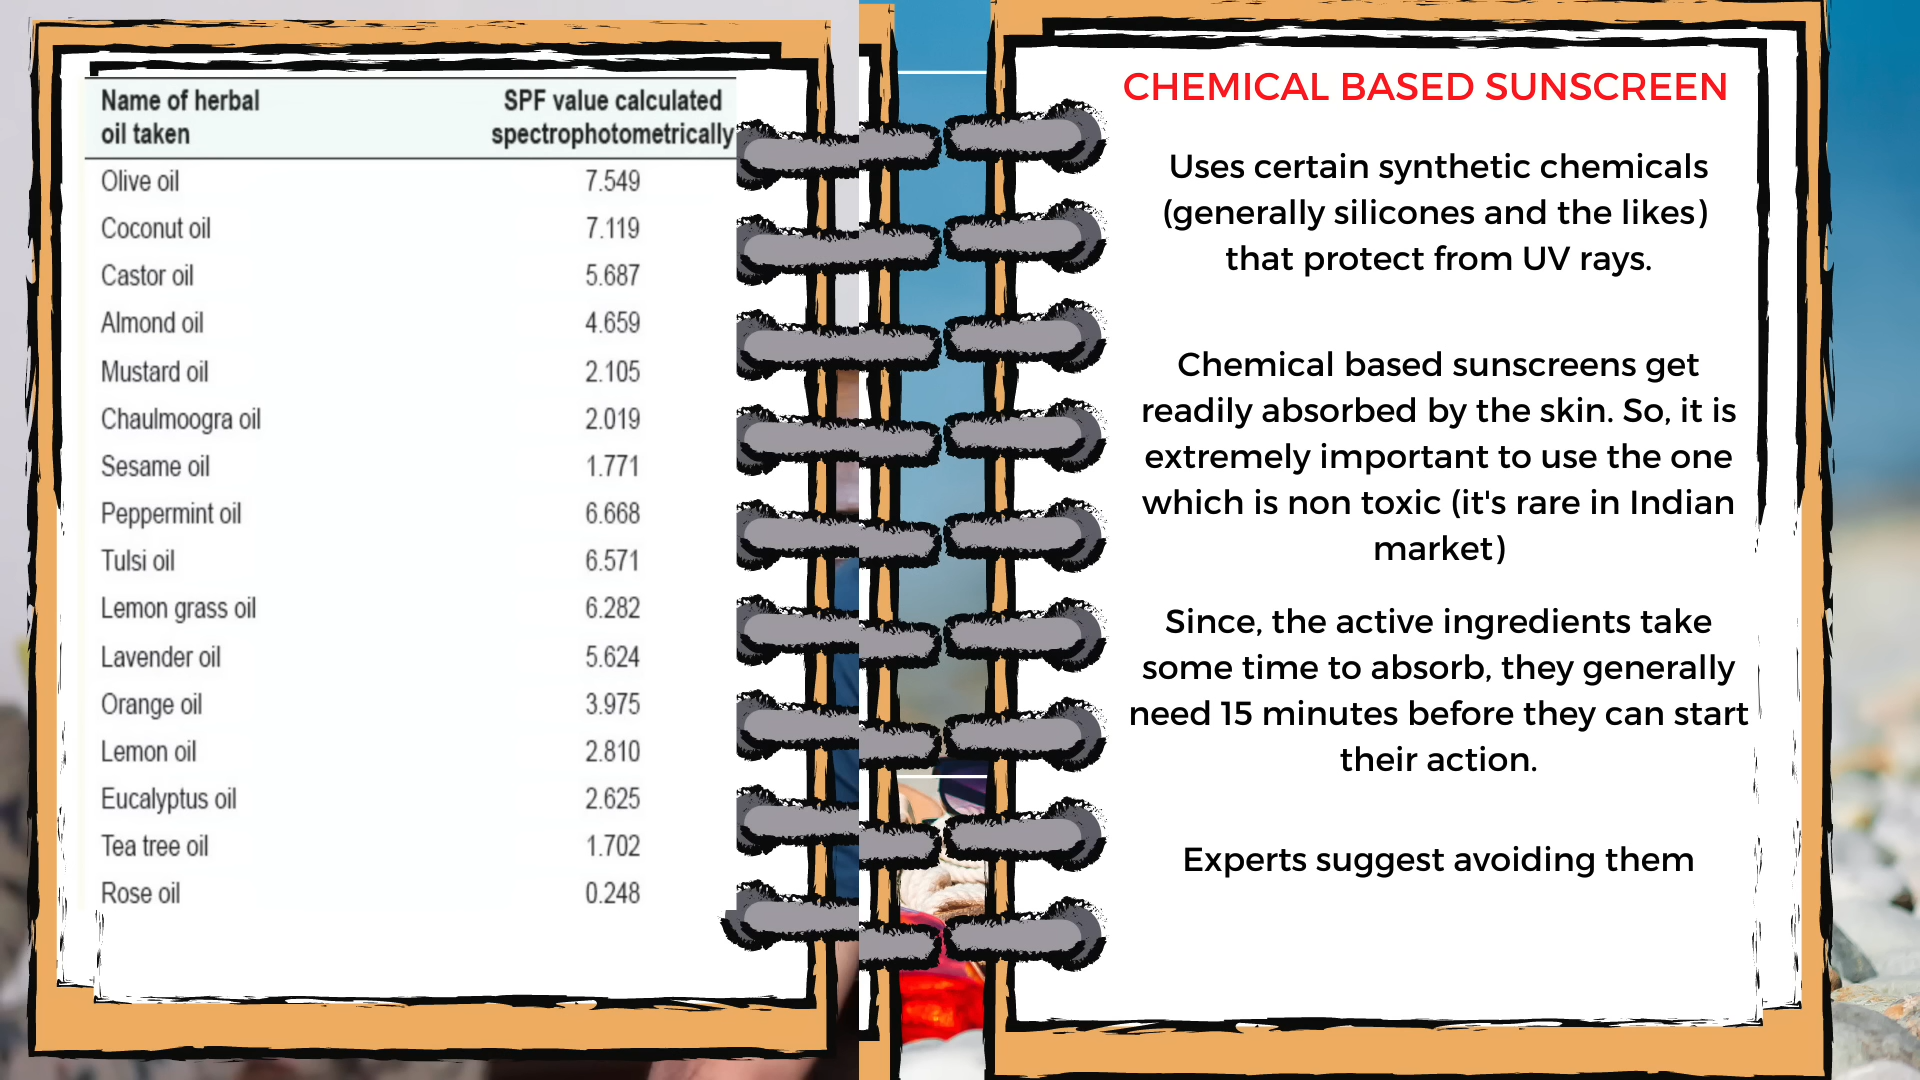 Name of herbal oil taken SPF value calculated spectrophotometrically
Olive oil 7.549
Coconut oil 7.119
Castor oil 5.687
Almond oil 4.659
Mustard oil 2.105
Chaulmoogra oil 2.019
Sesame oil 1.771
Peppermint oil 6.668
Tulsi oil 6.571
Lemon grass oil 6.282
Lavender oil 5.624
Orange oil 3.975
Lemon oil 2.810
Eucalyptus oil 2.625
Tea tree oil 1.702
Rose oil 0.248
CHEMICAL BASED SUNSCREEN
Uses certain synthetic chemicals
(generally silicones and the likes)
that protect from UV rays.
Chemical based sunscreens get
readily absorbed by the skin. So, it is
extremely important to use the one
which is non toxic (it's rare in Indian
market)
Since, the active ingredients take
some time to absorb, they generally
need 15 minutes before they can start
their action.
Experts suggest avoiding them